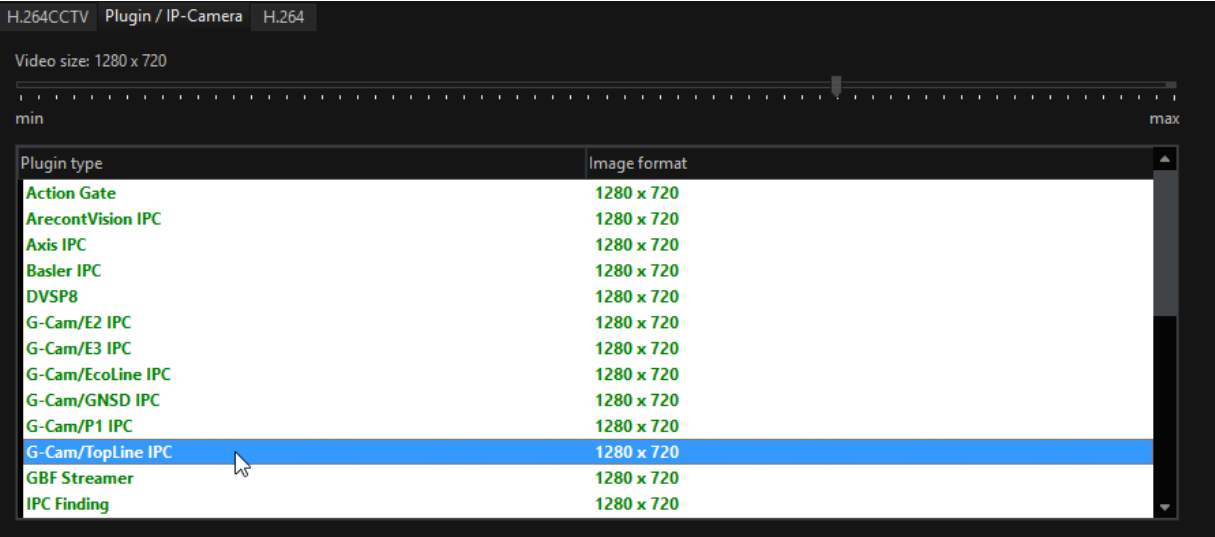 H.264CCTV Plugin / IP-Camera H.264
Video size: 1280 x 720
min max
Plugin type Image format
Action Gate 1280 x 720
ArecontVision IPC 1280 x 720
Axis IPC 1280 x 720
Basler IPC 1280 x 720
DVSP8 1280 x 720
G-Cam/E2 IPC 1280 x 720
G-Cam/E3 IPC 1280 x 720
G-Cam/EcoLine IPC 1280 x 720
G-Cam/GNSD IPC 1280 x 720
G-Cam/P1 IPC 1280 x 720
G-Cam/TopLine IPC 1280 x 720
GBF Streamer 1280 x 720
IPC Finding 1280 x 720